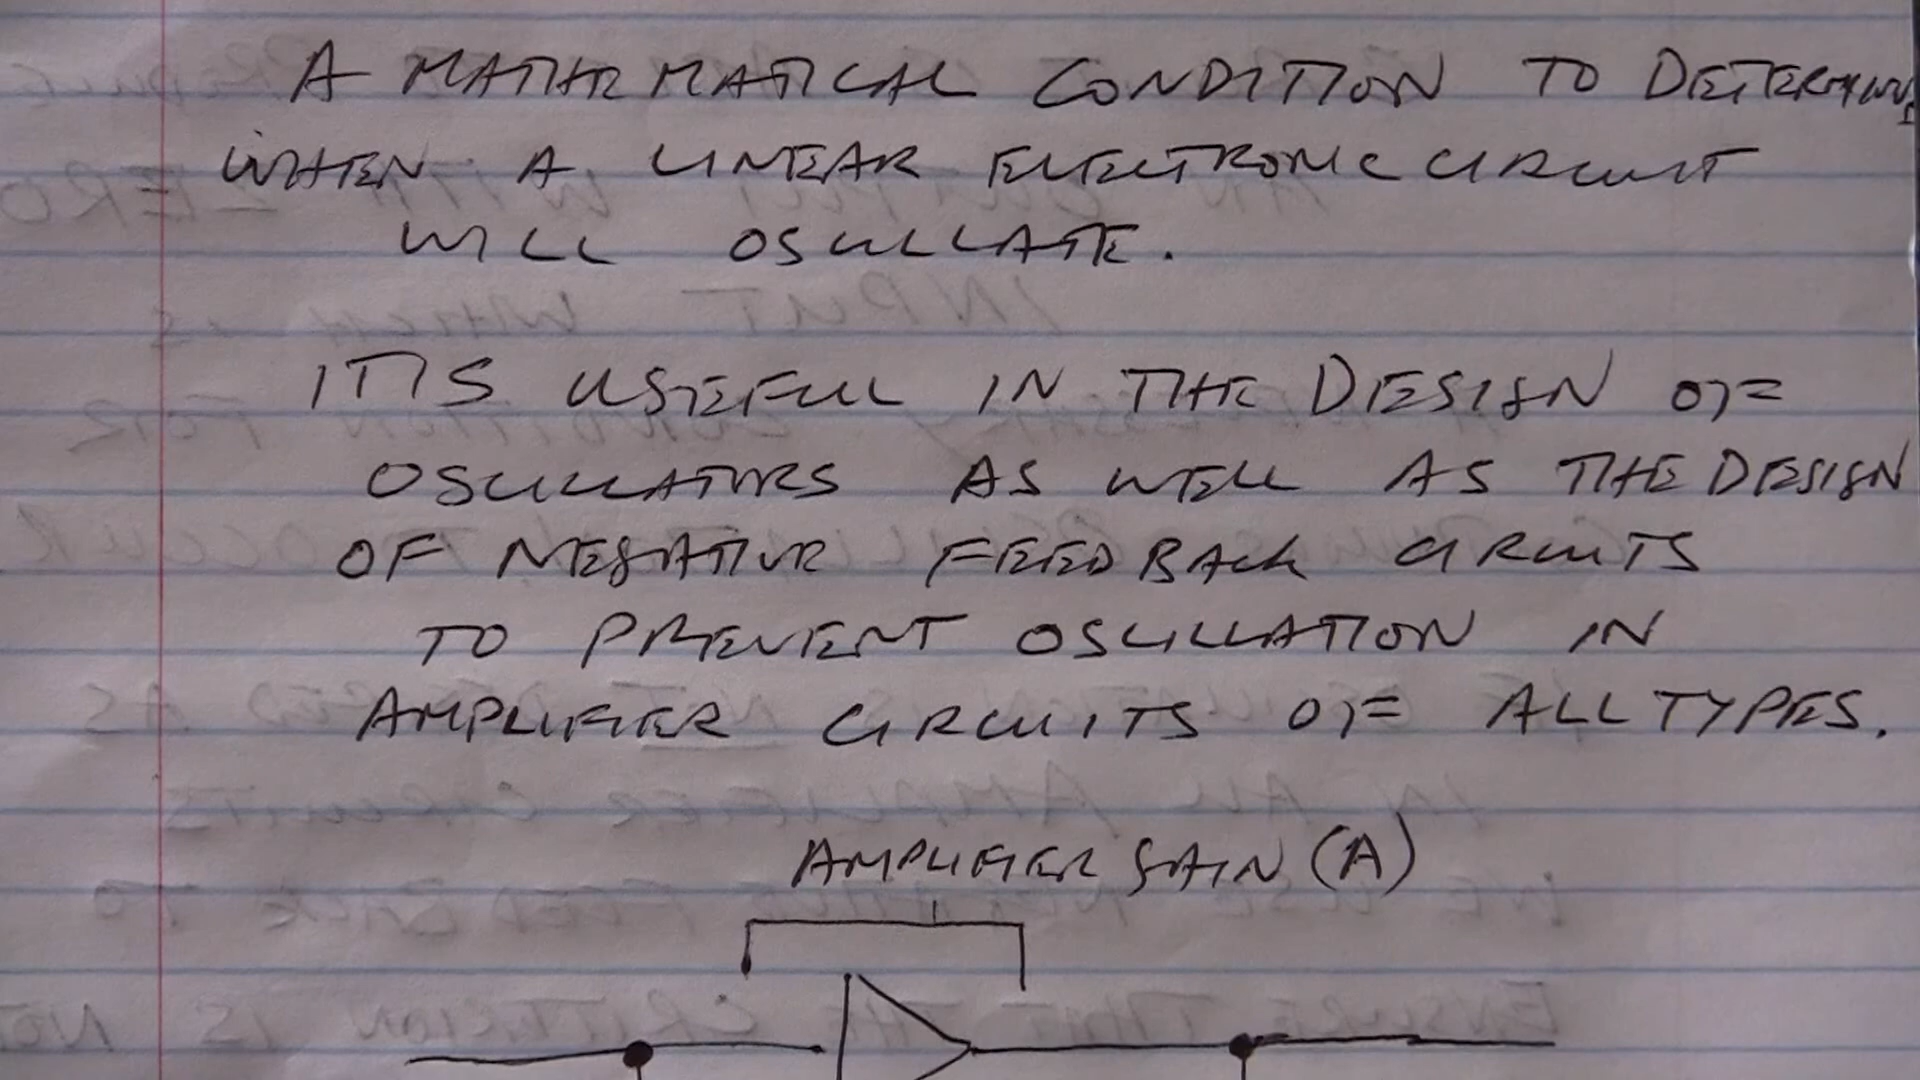 A MATHEMATICAL CONDITION TO DETERMINE
WHEN A LINEAR ELECTRONIC CIRCUIT
WILL OSCILLATE.
IT IS USEFUL IN THE DESIGN OF
OSCILLATORS AS WELL AS THE DESIGN
OF NEGATIVE FEEDBACK CIRCUITS
TO PREVENT OSCILLATION IN
AMPLIFIER CIRCUITS OF ALL TYPES.
AMPLIFIER GAIN (A)